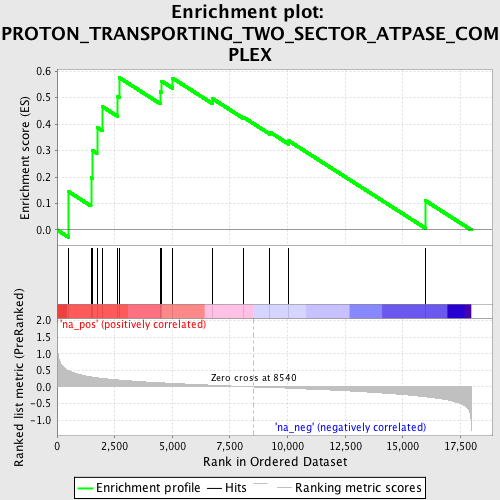 Enrichment plot:
PROTON_TRANSPORTING_TWO_SECTOR_ATPASE_COM
PLEX
Enrichment score (ES)
0.6
0.5
0.4
0.3
0.2
0.1
0.0
'na_pos' (positively correlated)
Ranked list metric (PreRanked)
2.0
1.5
1.0
0.5
0.0
-0.5
-1.0
Zero cross at 8540
'na_neg' (negatively correlated)
0 2,500 5,000 7,500 10,000 12,500 15,000 17,500
Rank in Ordered Dataset
Enrichment profile Hits Ranking metric scores